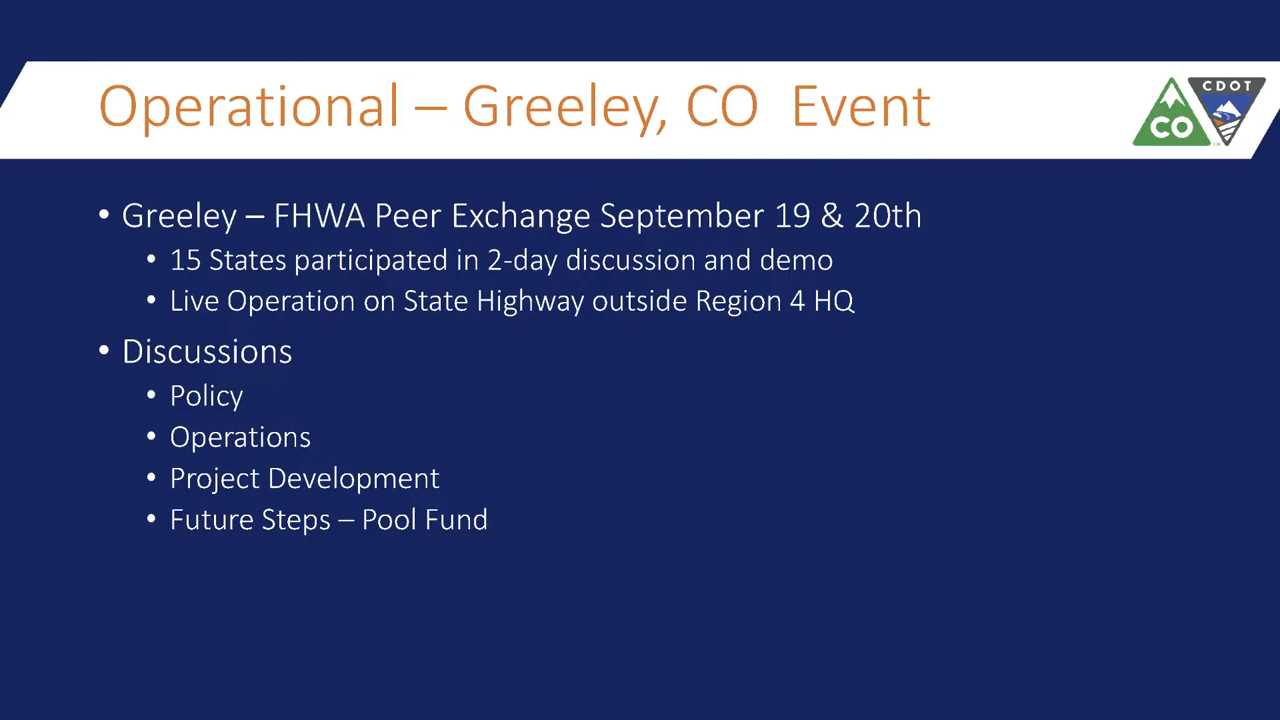 Operational – Greeley, CO Event
CO
CDOT
• Greeley – FHWA Peer Exchange September 19 & 20th
• 15 States participated in 2-day discussion and demo
• Live Operation on State Highway outside Region 4 HQ
• Discussions
• Policy
• Operations
• Project Development
• Future Steps – Pool Fund